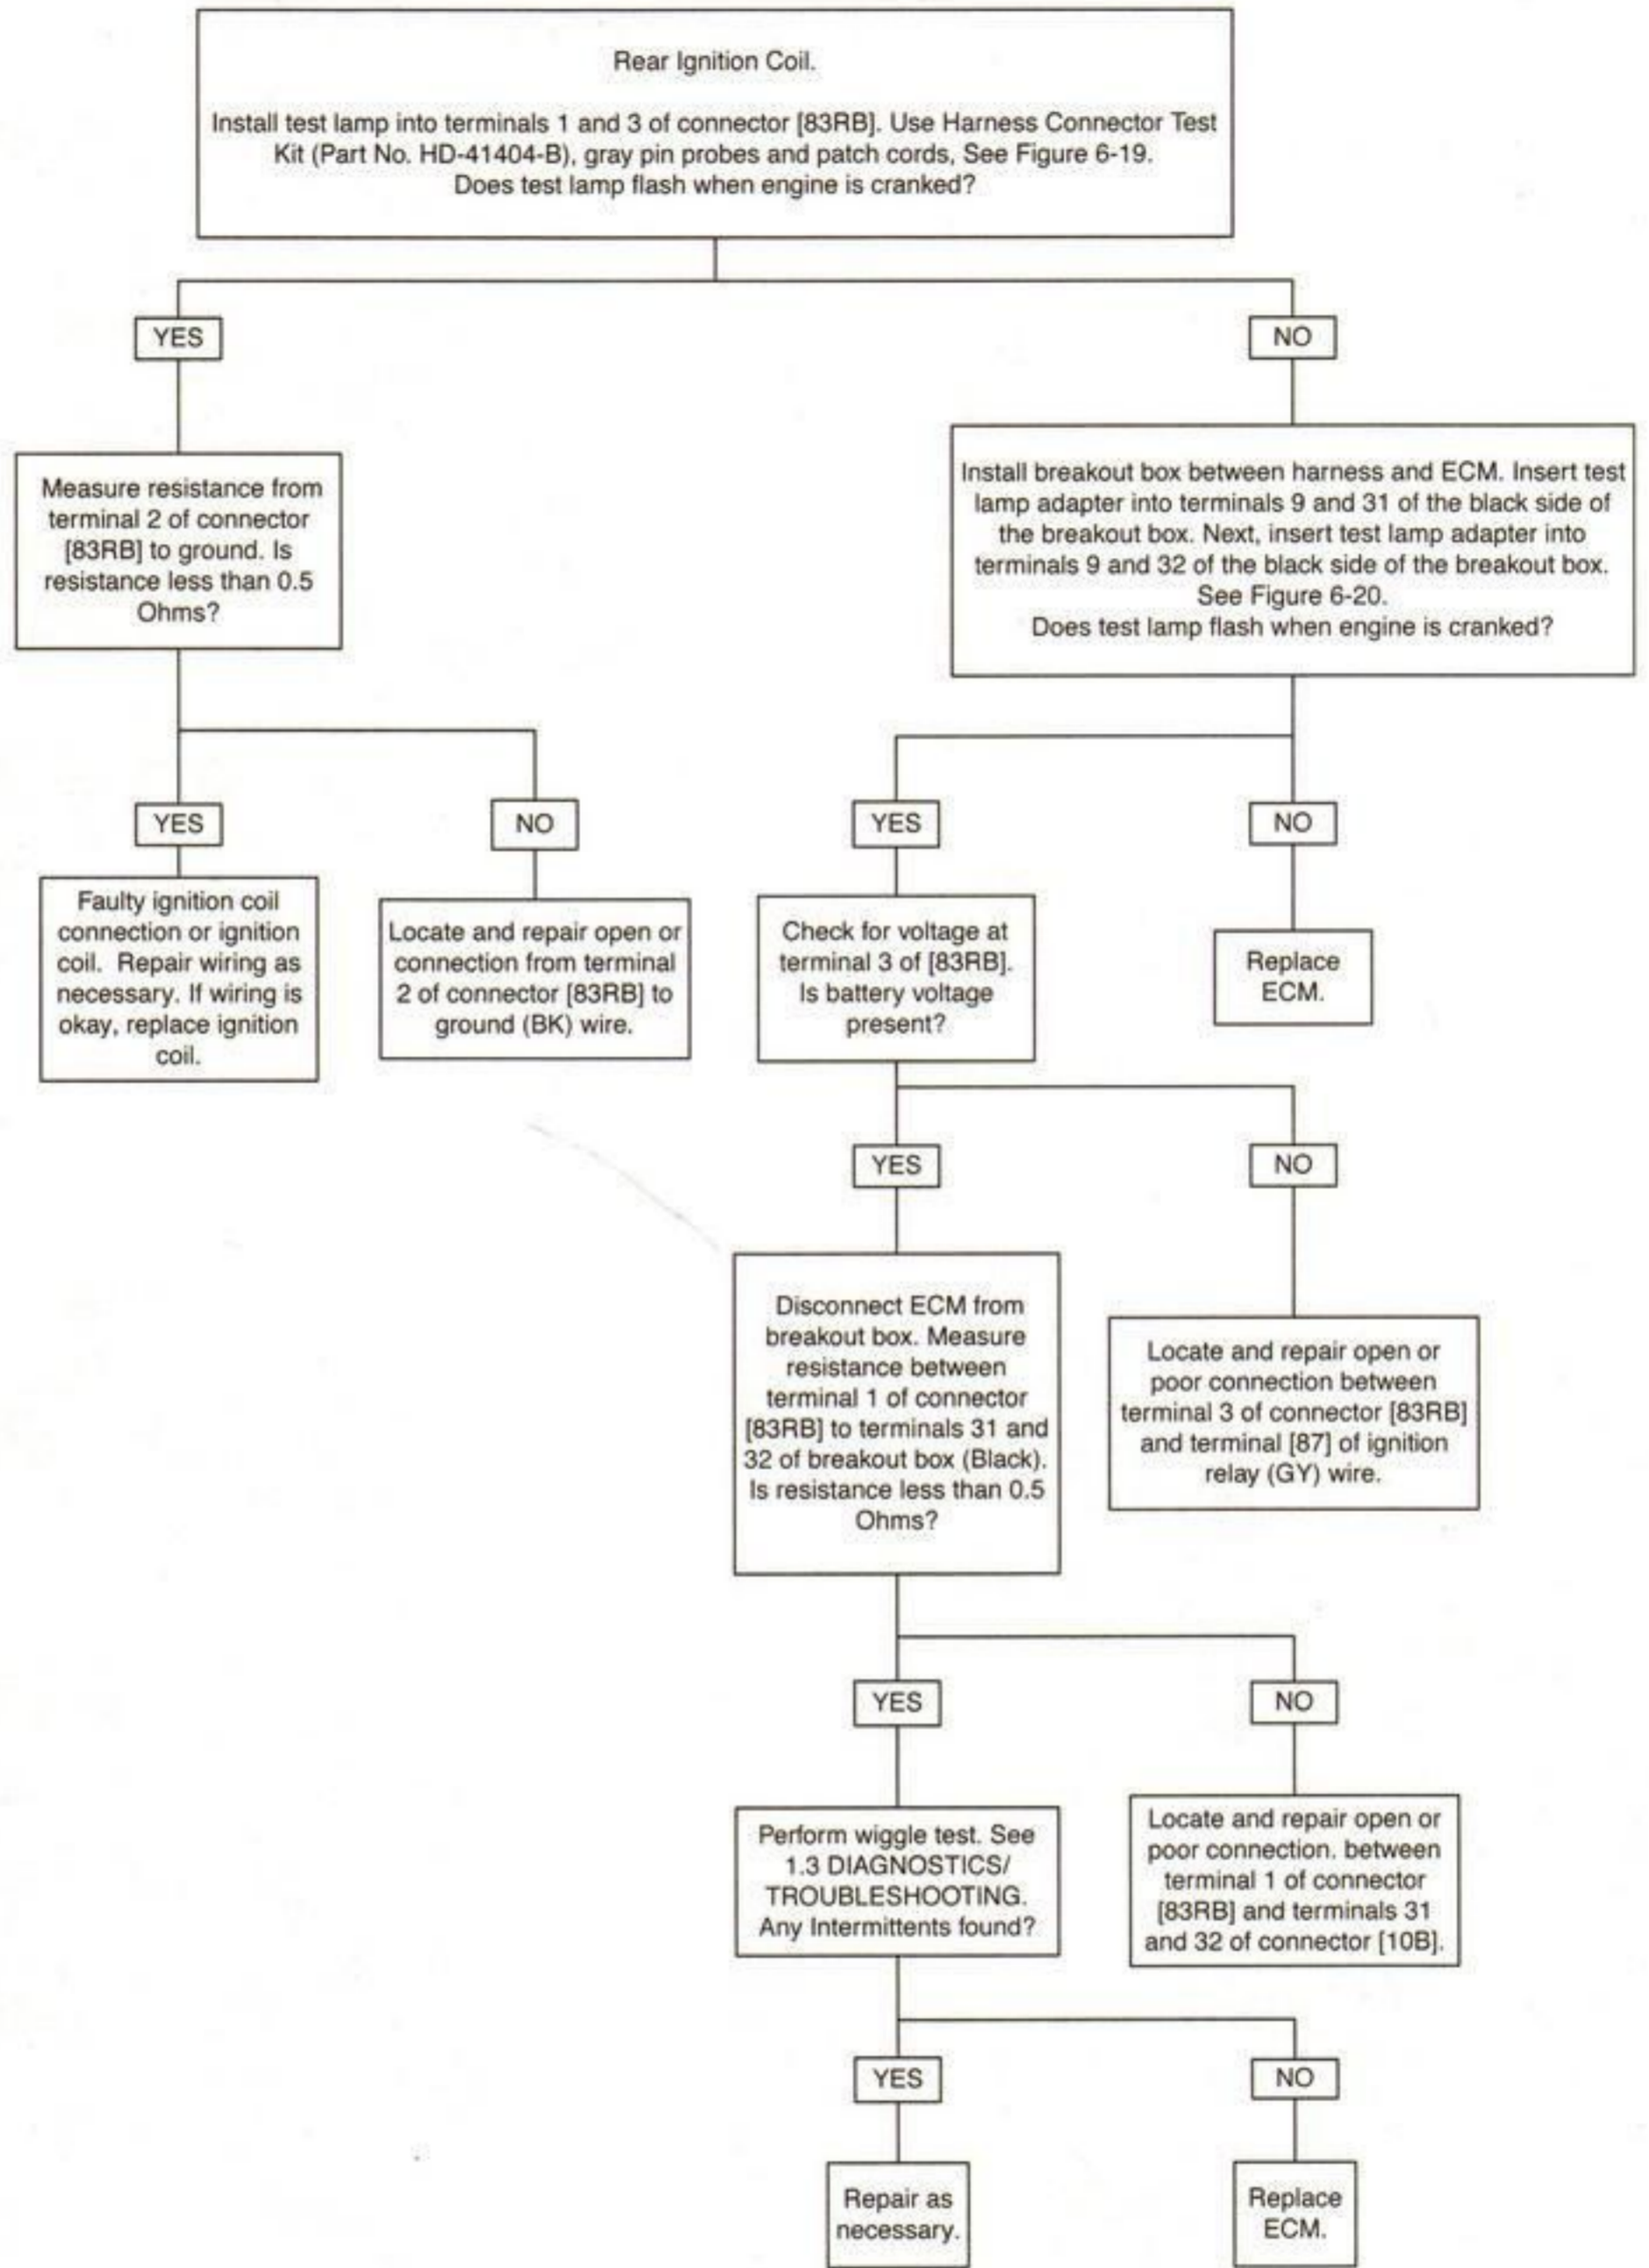 Rear Ignition Coil.
Install test lamp into terminals 1 and 3 of connector [83RB]. Use Harness Connector Test
Kit (Part No. HD-41404-B), gray pin probes and patch cords, See Figure 6-19.
Does test lamp flash when engine is cranked?
YES
NO
Measure resistance from
terminal 2 of connector
[83RB] to ground. Is
resistance less than 0.5
Ohms?
Install breakout box between harness and ECM. Insert test
lamp adapter into terminals 9 and 31 of the black side of
the breakout box. Next, insert test lamp adapter into
terminals 9 and 32 of the black side of the breakout box.
See Figure 6-20.
Does test lamp flash when engine is cranked?
YES
NO
YES
NO
Faulty ignition coil
connection or ignition
coil. Repair wiring as
necessary. If wiring is
okay, replace ignition
coil.
Locate and repair open or
connection from terminal
2 of connector [83RB] to
ground (BK) wire.
Check for voltage at
terminal 3 of [83RB].
Is battery voltage
present?
Replace
ECM.
YES
NO
Disconnect ECM from
breakout box. Measure
resistance between
terminal 1 of connector
[83RB] to terminals 31 and
32 of breakout box (Black).
Is resistance less than 0.5
Ohms?
Locate and repair open or
poor connection between
terminal 3 of connector [83RB]
and terminal [87] of ignition
relay (GY) wire.
YES
NO
Perform wiggle test. See
1.3 DIAGNOSTICS/
TROUBLESHOOTING.
Any Intermittents found?
Locate and repair open or
poor connection. between
terminal 1 of connector
[83RB] and terminals 31
and 32 of connector [10B].
YES
NO
Repair as
necessary.
Replace
ECM.